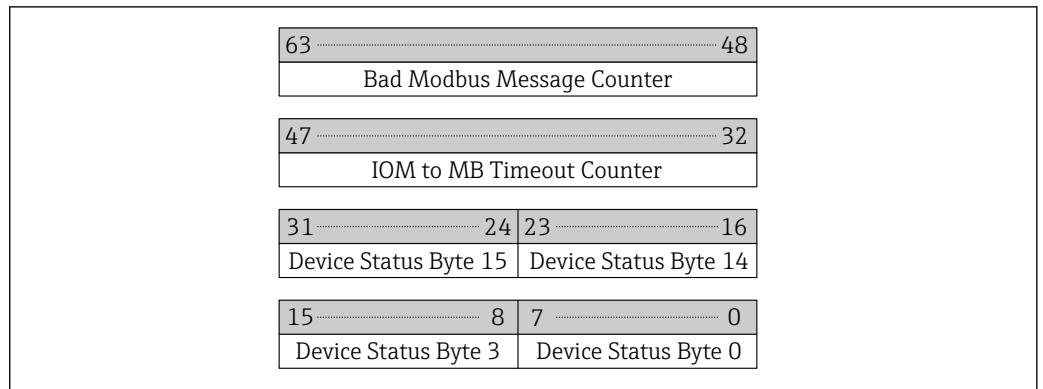 63 48
Bad Modbus Message Counter
47 32
IOM to MB Timeout Counter
31 24 23 16
Device Status Byte 15 Device Status Byte 14
15 8 7 0
Device Status Byte 3 Device Status Byte 0